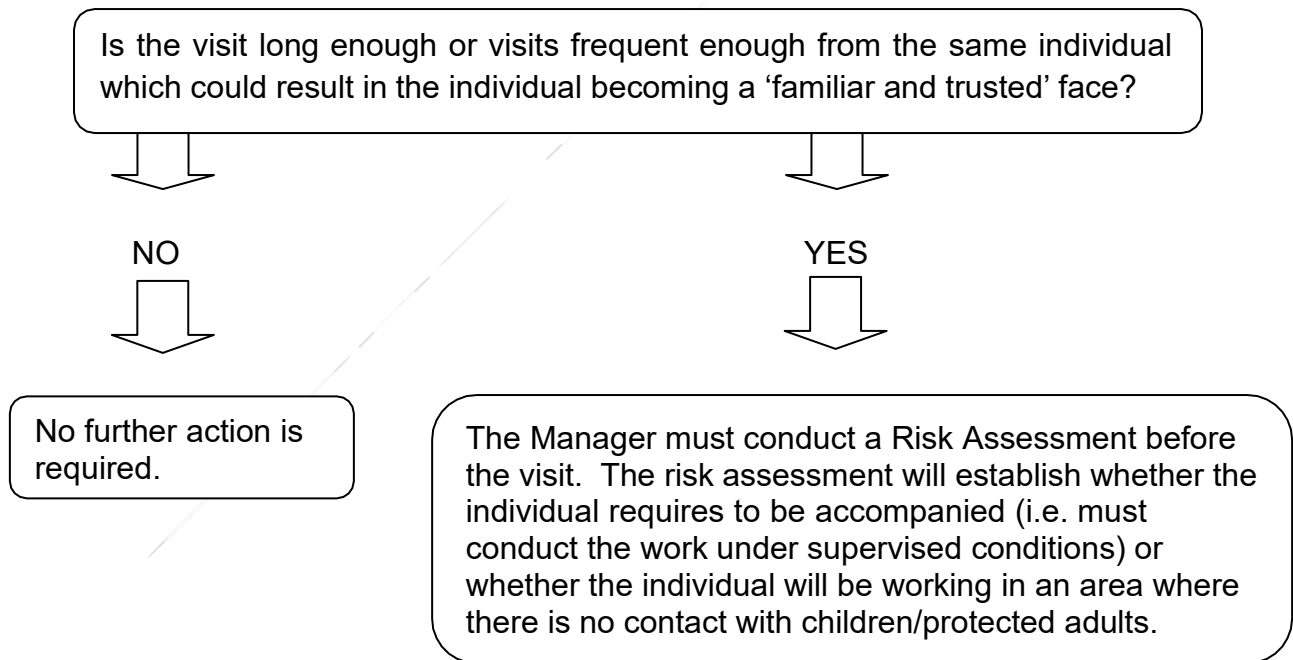 Is the visit long enough or visits frequent enough from the same individual
which could result in the individual becoming a ‘familiar and trusted’ face?
NO
YES
No further action is
required.
The Manager must conduct a Risk Assessment before
the visit.  The risk assessment will establish whether the
individual requires to be accompanied (i.e. must
conduct the work under supervised conditions) or
whether the individual will be working in an area where
there is no contact with children/protected adults.